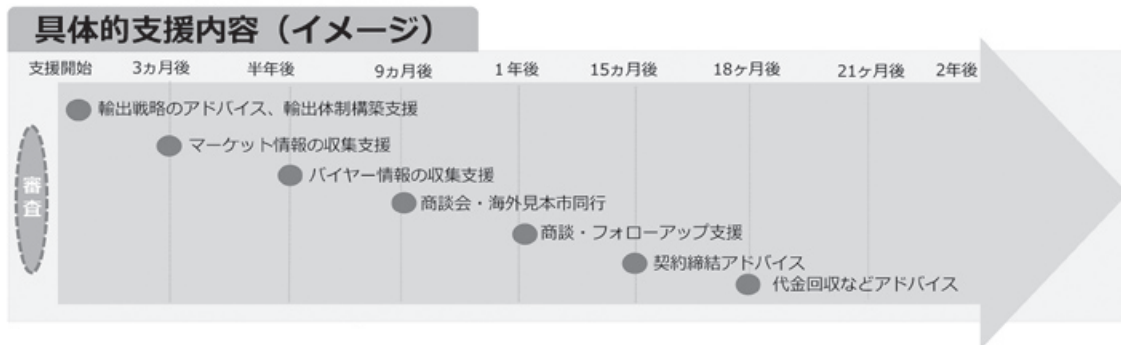 具体的支援内容（イメージ）
支援開始 3カ月後 半年後 9ヵ月後 1年後 15ヵ月後 18ヶ月後 21ヶ月後 2年後
審査
輸出戦略のアドバイス、輸出体制構築支援
マーケット情報の収集支援
バイヤー情報の収集支援
商談会・海外見本市同行
商談・フォローアップ支援
契約締結アドバイス
代金回収などアドバイス